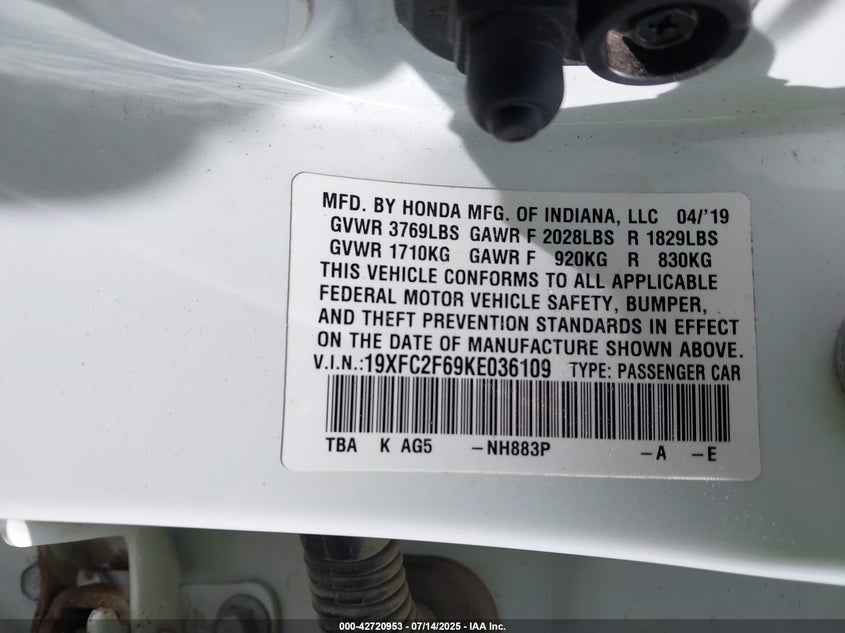 MFD. BY HONDA MFG. OF INDIANA, LLC 04/'19
GVWR 3769LBS GAWR F 2028LBS R 1829LBS
GVWR 1710KG GAWR F 920KG R 830KG
THIS VEHICLE CONFORMS TO ALL APPLICABLE
FEDERAL MOTOR VEHICLE SAFETY, BUMPER,
AND THEFT PREVENTION STANDARDS IN EFFECT
ON THE DATE OF MANUFACTURE SHOWN ABOVE.
V.I.N.:19XFC2F69KE036109 TYPE: PASSENGER CAR
TBA K AG5 –NH883P –A –E
000-42720953 - 07/14/2025 - IAA Inc.